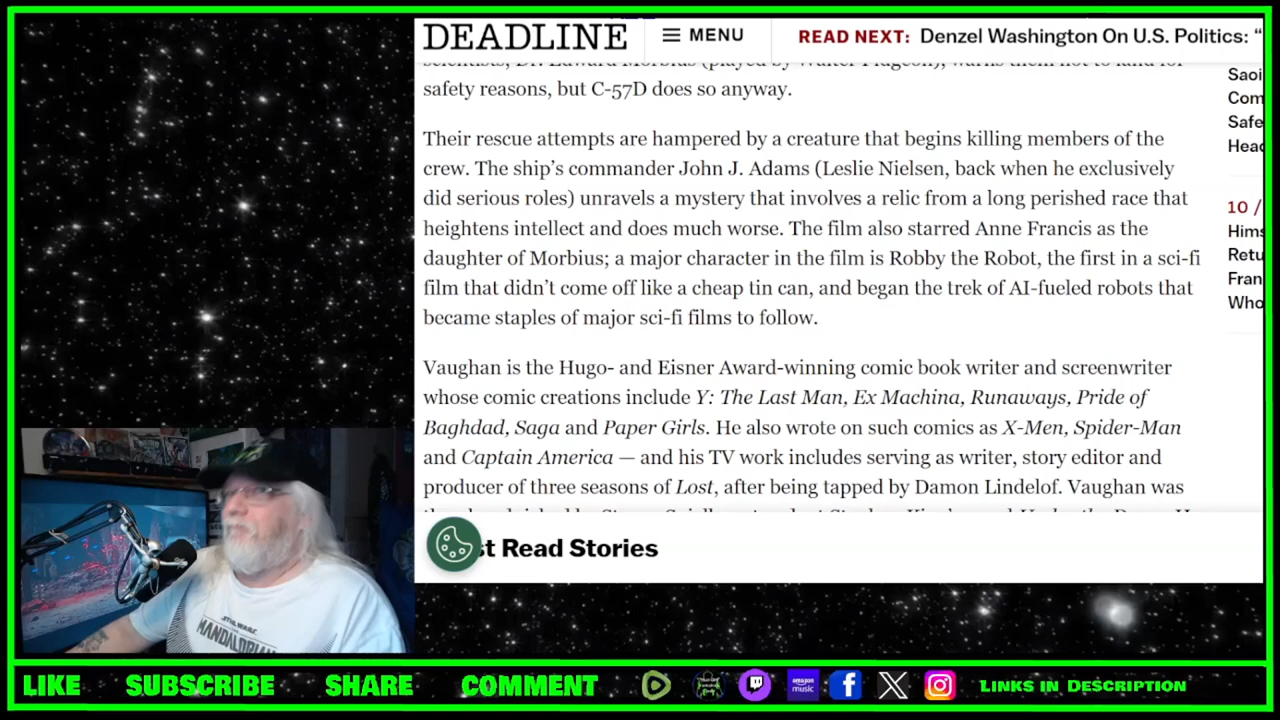 DEADLINE
MENU
READ NEXT: Denzel Washington On U.S. Politics: “
safety reasons, but C-57D does so anyway.
Their rescue attempts are hampered by a creature that begins killing members of the
crew. The ship’s commander John J. Adams (Leslie Nielsen, back when he exclusively
did serious roles) unravels a mystery that involves a relic from a long perished race that
heightens intellect and does much worse. The film also starred Anne Francis as the
daughter of Morbius; a major character in the film is Robby the Robot, the first in a sci-fi
film that didn’t come off like a cheap tin can, and began the trek of AI-fueled robots that
became staples of major sci-fi films to follow.
Vaughan is the Hugo- and Eisner Award-winning comic book writer and screenwriter
whose comic creations include Y: The Last Man, Ex Machina, Runaways, Pride of
Baghdad, Saga and Paper Girls. He also wrote on such comics as X-Men, Spider-Man
and Captain America — and his TV work includes serving as writer, story editor and
producer of three seasons of Lost, after being tapped by Damon Lindelof. Vaughan was
st Read Stories
Saoi
Com
Safe
Head
10 /
Hims
Retu
Fran
Who
STAR WARS
MANDALORIAN
LIKE SUBSCRIBE SHARE COMMENT
amazon
music
LINKS IN DESCRIPTION